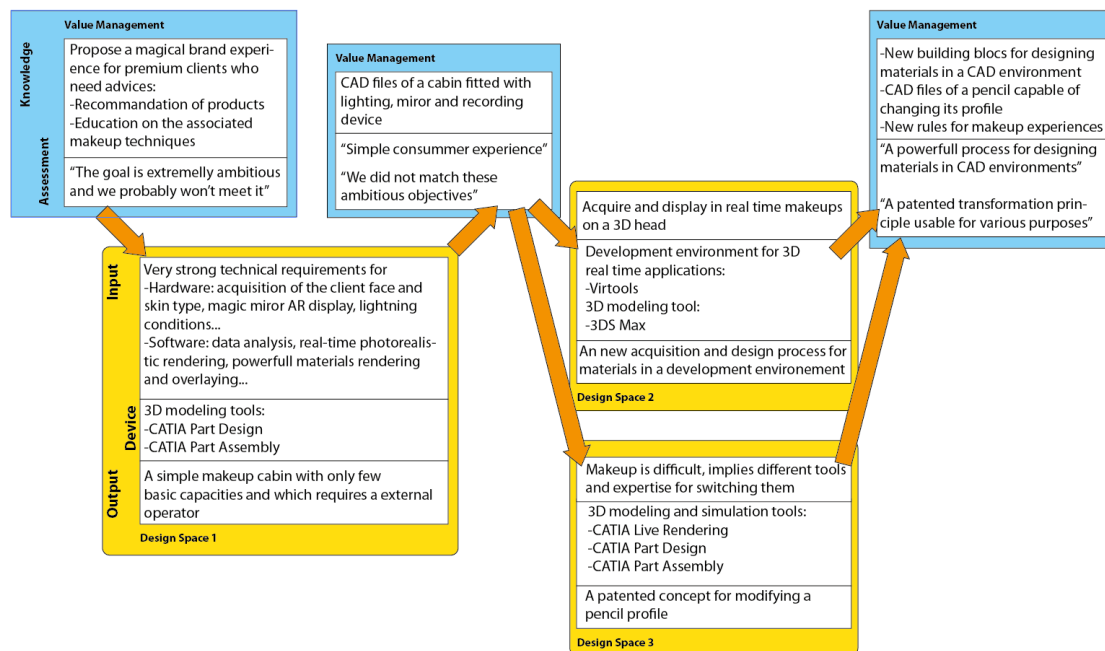 Value Management
Knowledge
Propose a magical brand experi-
ence for premium clients who
need advices:
-Recommandation of products
-Education on the associated
makeup techniques
Assessment
“The goal is extremelly ambitious
and we probably won’t meet it”
Input
Very strong technical requirements for
-Hardware: acquisition of the client face and
skin type, magic miror AR display, lightning
conditions...
-Software: data analysis, real-time photorealis-
tic rendering, powerfull materials rendering
and overlaying...
Device
3D modeling tools:
-CATIA Part Design
-CATIA Part Assembly
Output
A simple makeup cabin with only few
basic capacities and which requires a external
operator
Design Space 1
Value Management
CAD files of a cabin fitted with
lighting, miror and recording
device
“Simple consummer experience”
“We did not match these
ambitious objectives”
Acquire and display in real time makeups
on a 3D head
Development environment for 3D
real time applications:
-Virtools
3D modeling tool:
-3DS Max
An new acquisition and design process for
materials in a development environement
Design Space 2
Makeup is difficult, implies different tools
and expertise for switching them
3D modeling and simulation tools:
-CATIA Live Rendering
-CATIA Part Design
-CATIA Part Assembly
A patented concept for modifying a
pencil profile
Design Space 3
Value Management
-New building blocs for designing
materials in a CAD environment
-CAD files of a pencil capable of
changing its profile
-New rules for makeup experiences
“A powerfull process for designing
materials in CAD environments”
“A patented transformation prin-
ciple usable for various purposes”